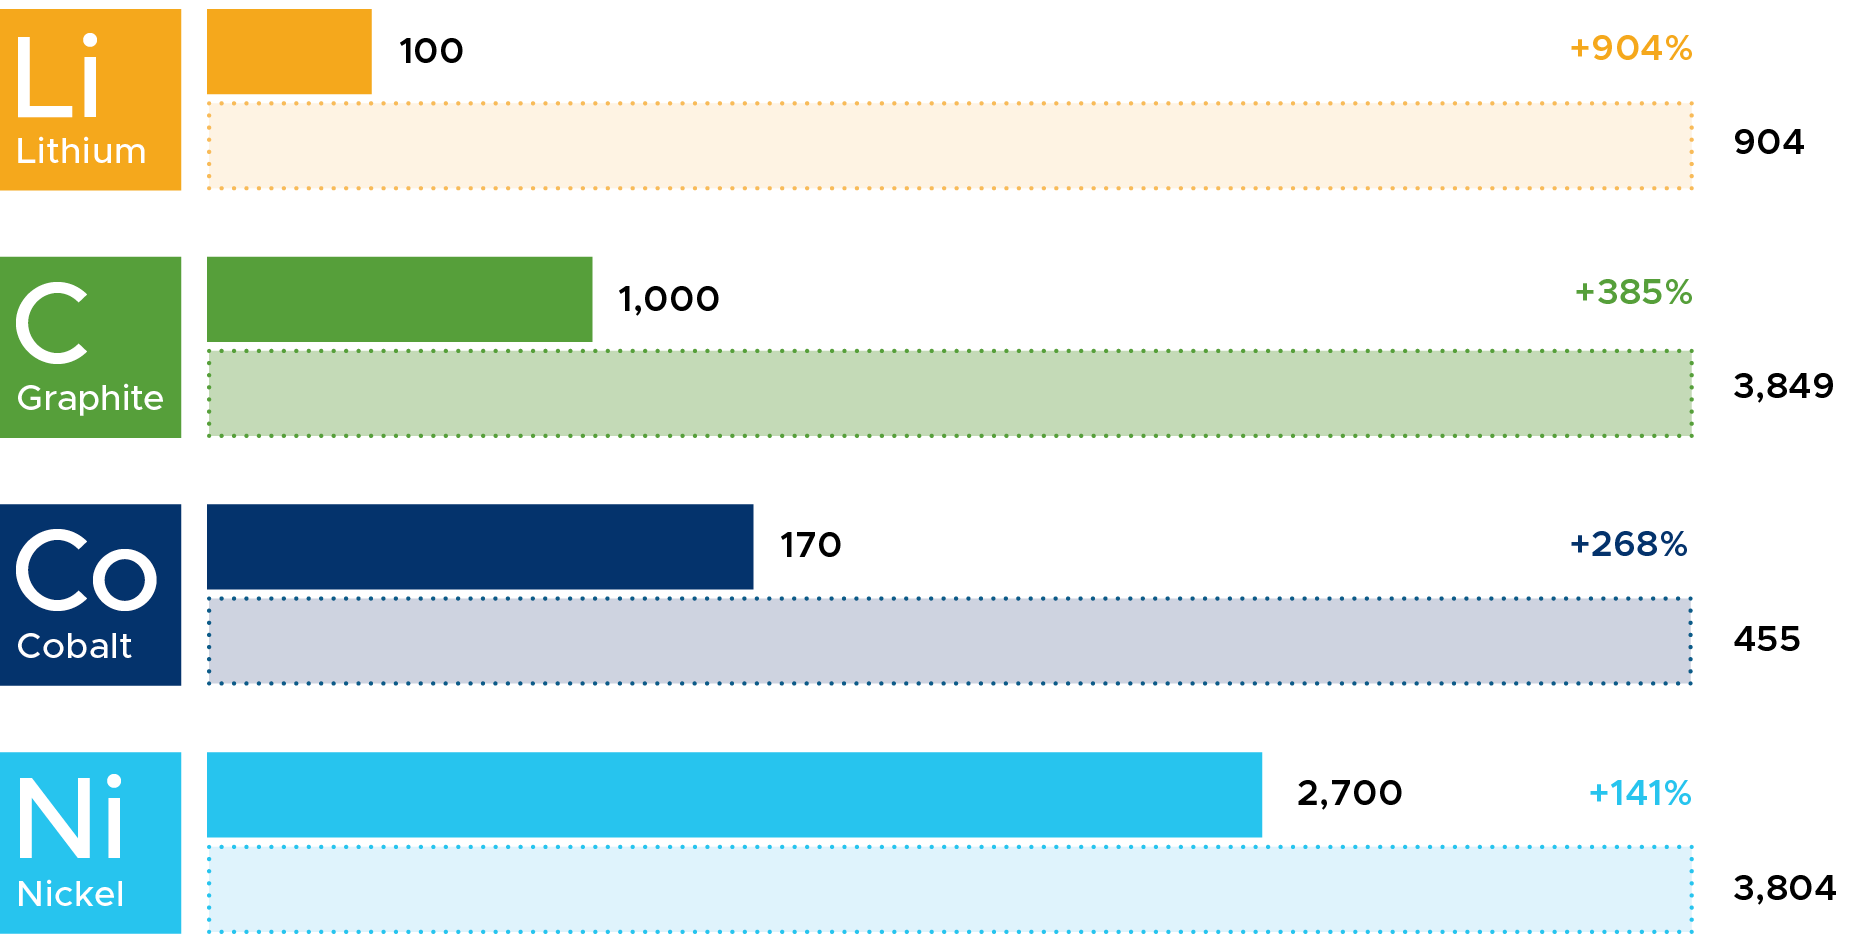 Li
Lithium
100
+904%
904
C
Graphite
1,000
+385%
3,849
Co
Cobalt
170
+268%
455
Ni
Nickel
2,700
+141%
3,804